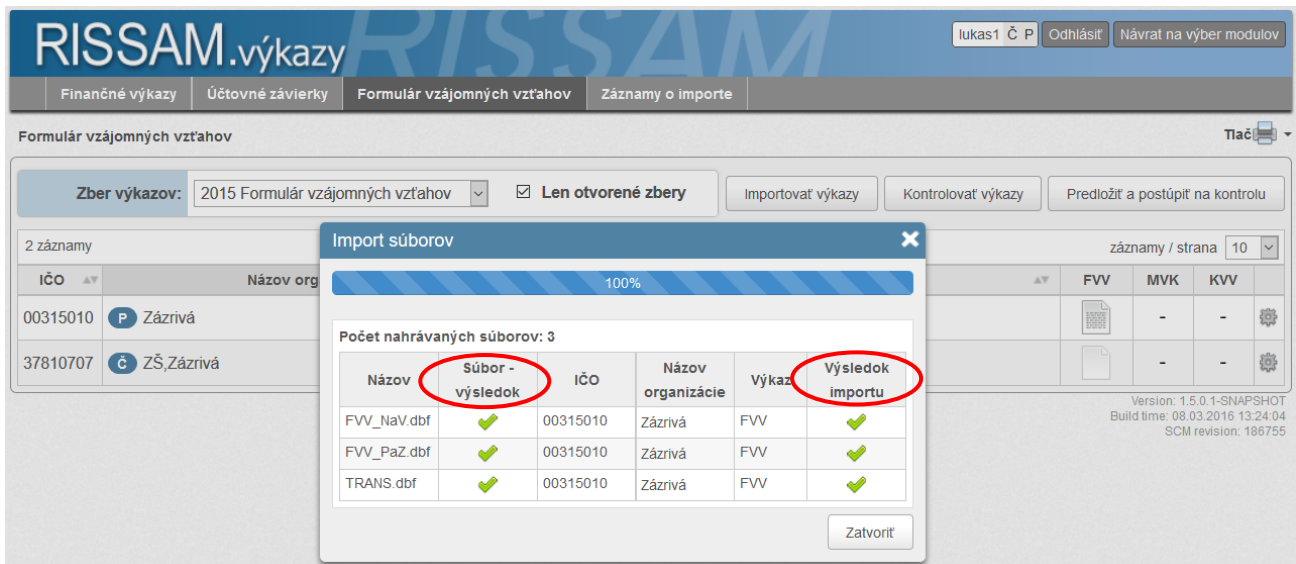 RISSAM.výkazy RISSAM
lukas1 Č P Odhlásiť Návrat na výber modulov
Finančné výkazy Účtovné závierky Formulár vzájomných vzťahov Záznamy o importe
Formulár vzájomných vzťahov Tlač
Zber výkazov: 2015 Formulár vzájomných vzťahov Len otvorené zbery Importovať výkazy Kontrolovať výkazy Predložiť a postúpiť na kontrolu
2 záznamy záznamy / strana 10
IČO Názov org FVV MVK KVV
00315010 P Zázrivá - -
37810707 Č ZŠ,Zázrivá - -
Version: 1.5.0.1-SNAPSHOT
Build time: 08.03.2016 13:24:04
SCM revision: 186755
Import súborov
100%
Počet nahrávaných súborov: 3
Názov Súbor - výsledok IČO Názov organizácie Výkaz Výsledok importu
FVV_NaV.dbf 00315010 Zázrivá FVV
FVV_PaZ.dbf 00315010 Zázrivá FVV
TRANS.dbf 00315010 Zázrivá FVV
Zatvoriť